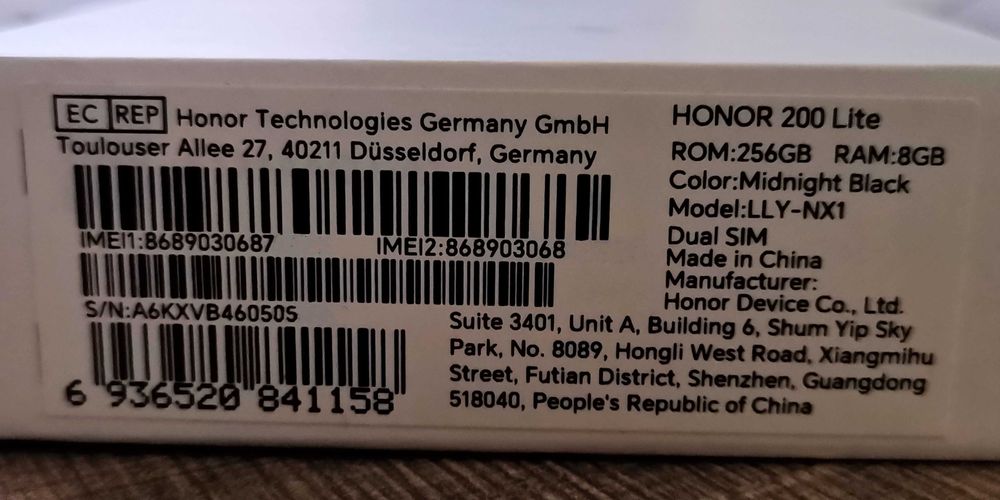 EC REP Honor Technologies Germany GmbH
Toulouser Allee 27, 40211 Düsseldorf, Germany
IMEI1:8689030687 IMEI2:868903068
S/N:A6KXVB460505
6 936520 841158
HONOR 200 Lite
ROM:256GB RAM:8GB
Color:Midnight Black
Model:LLY-NX1
Dual SIM
Made in China
Manufacturer:
Honor Device Co., Ltd.
Suite 3401, Unit A, Building 6, Shum Yip Sky
Park, No. 8089, Hongli West Road, Xiangmihu
Street, Futian District, Shenzhen, Guangdong
518040, People's Republic of China